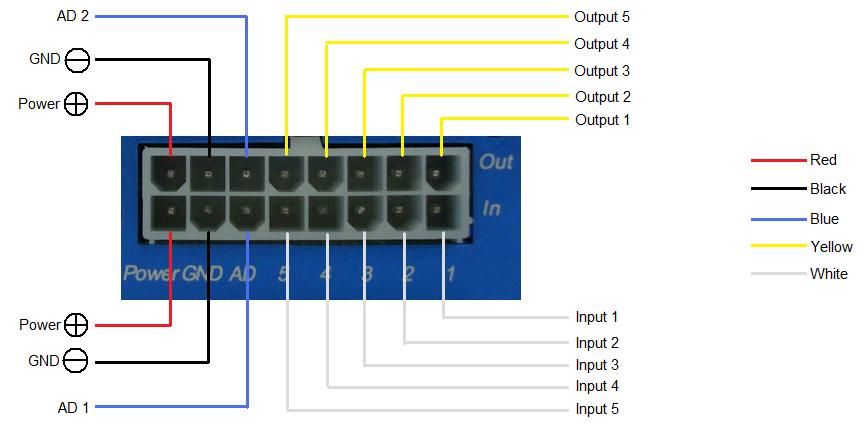 AD 2
GND
Power
Output 5
Output 4
Output 3
Output 2
Output 1
Out
In
Power GND AD 5 4 3 2 1
Red
Black
Blue
Yellow
White
Power
GND
AD 1
Input 1
Input 2
Input 3
Input 4
Input 5